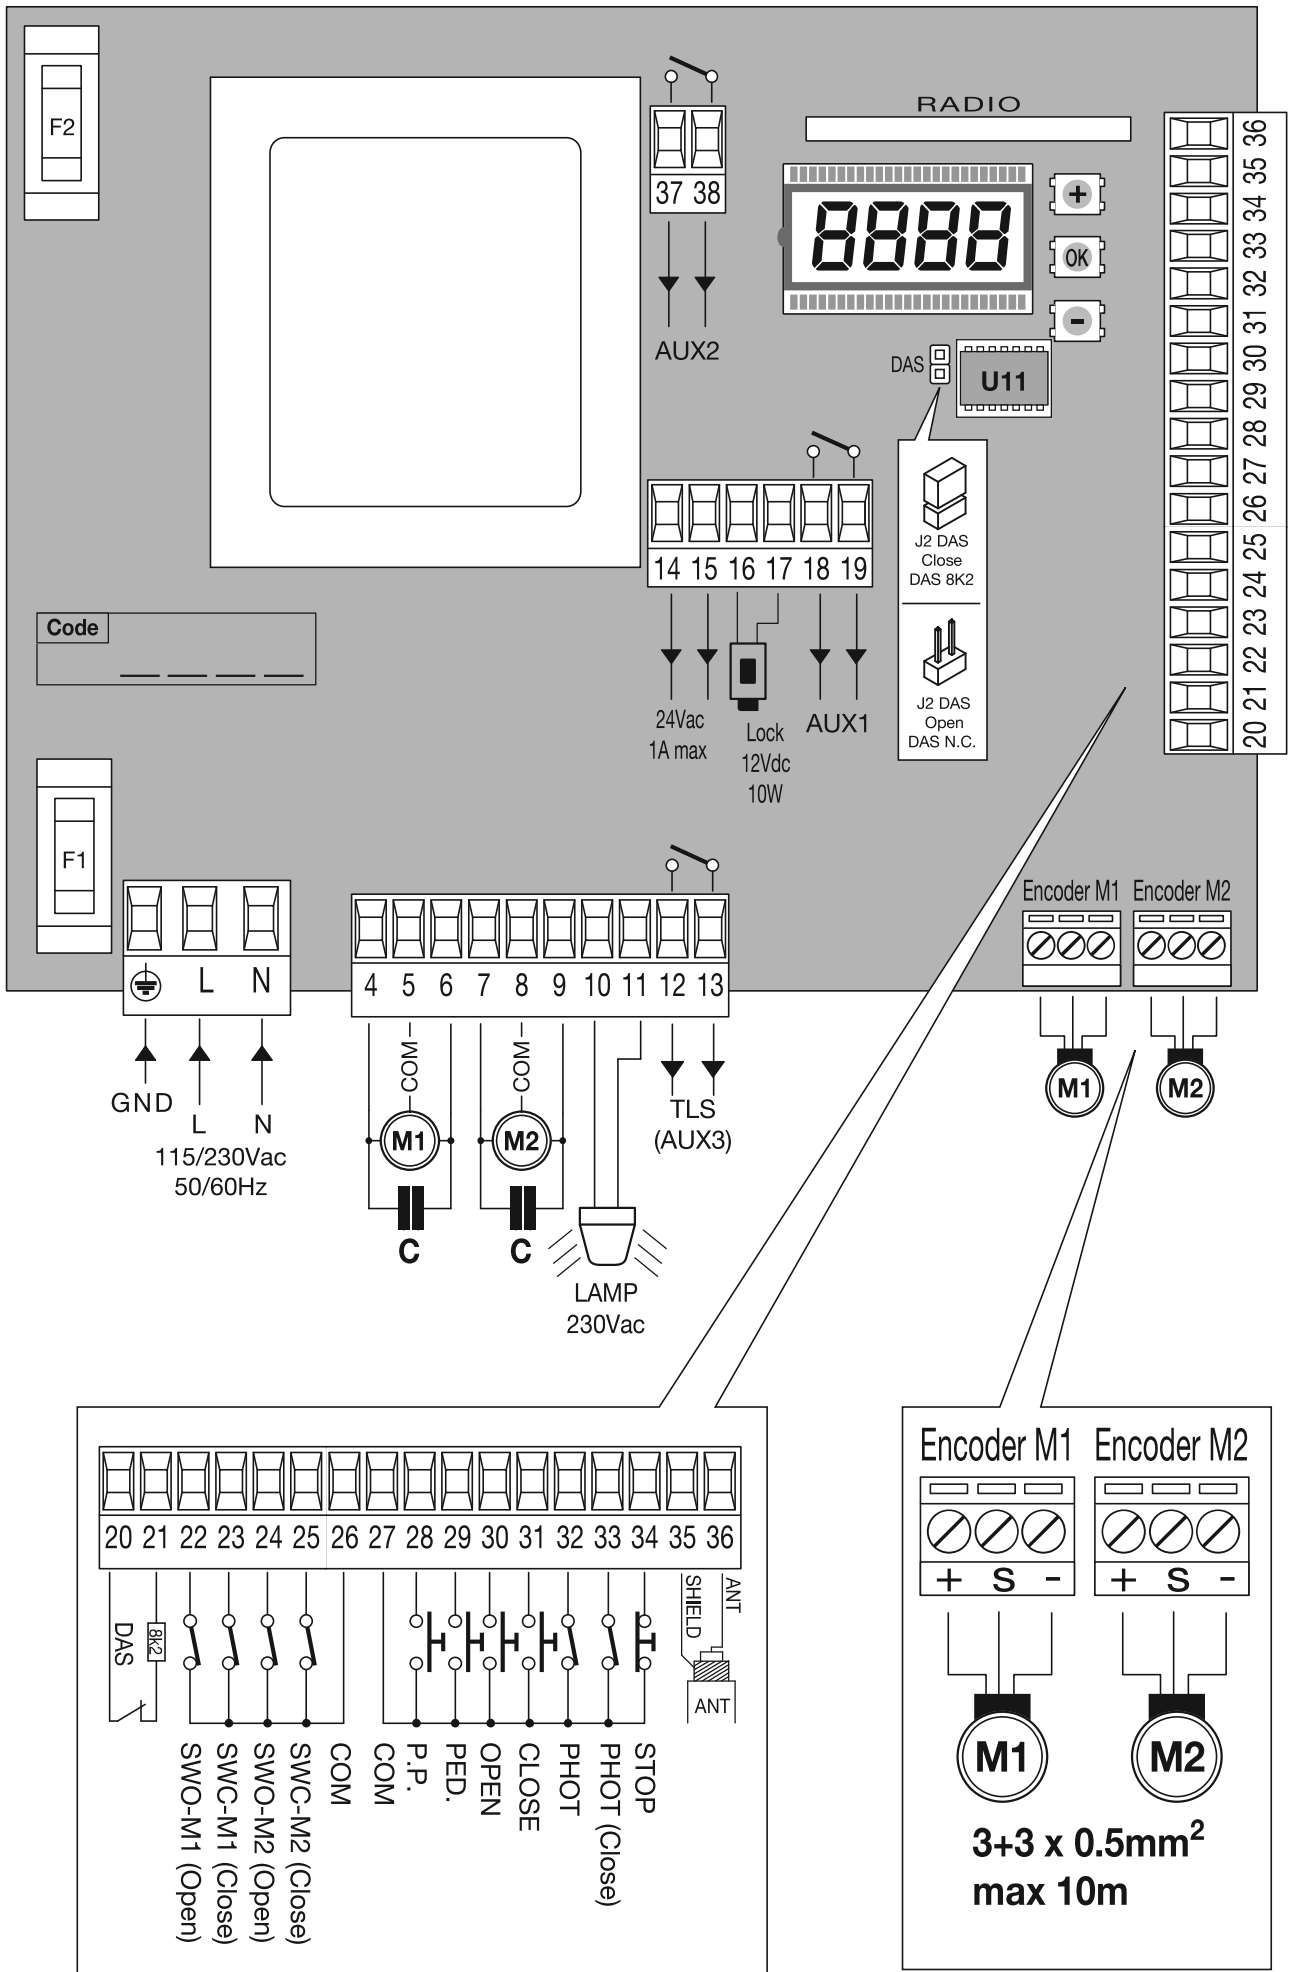 F2
37 38
AUX2
RADIO
8888
+
OK
-
DAS
U11
J2 DAS
Close
DAS 8K2
J2 DAS
Open
DAS N.C.
36
35
34
33
32
31
30
29
28
27
26
25
24
23
22
21
20
14 15 16 17 18 19
24Vac
1A max
Lock
12Vdc
10W
AUX1
Code
F1
L N
GND
L N
115/230Vac
50/60Hz
4 5 6 7 8 9 10 11 12 13
COM
COM
M1
M2
C
C
LAMP
230Vac
TLS
(AUX3)
Encoder M1 Encoder M2
M1
M2
20 21 22 23 24 25 26 27 28 29 30 31 32 33 34 35 36
DAS
8k2
SHIELD
ANT
ANT
SWO-M1 (Open)
SWC-M1 (Close)
SWO-M2 (Open)
SWC-M2 (Close)
COM
COM
P.P.
PED.
OPEN
CLOSE
PHOT
PHOT (Close)
STOP
Encoder M1 Encoder M2
+ S - + S -
M1
M2
3+3 x 0.5mm²
max 10m